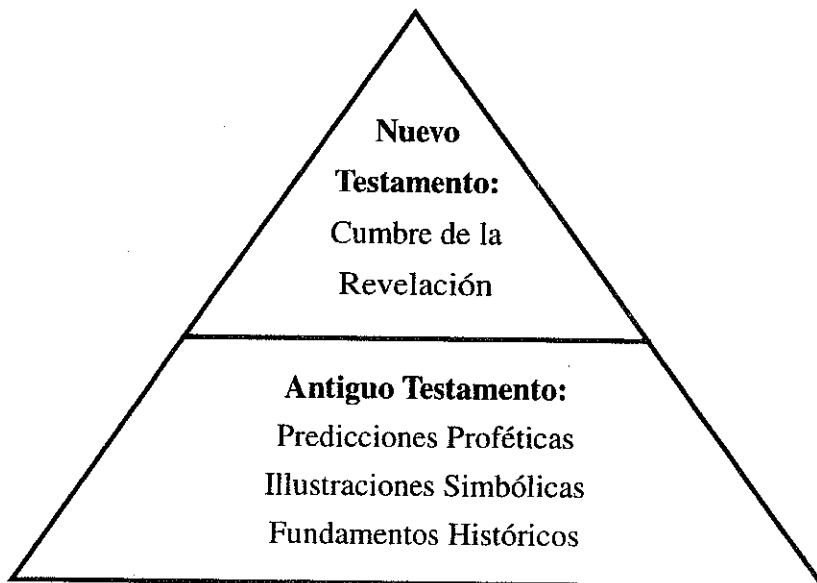 Nuevo
Testamento:
Cumbre de la
Revelación
Antiguo Testamento:
Predicciones Proféticas
Illustraciones Simbólicas
Fundamentos Históricos